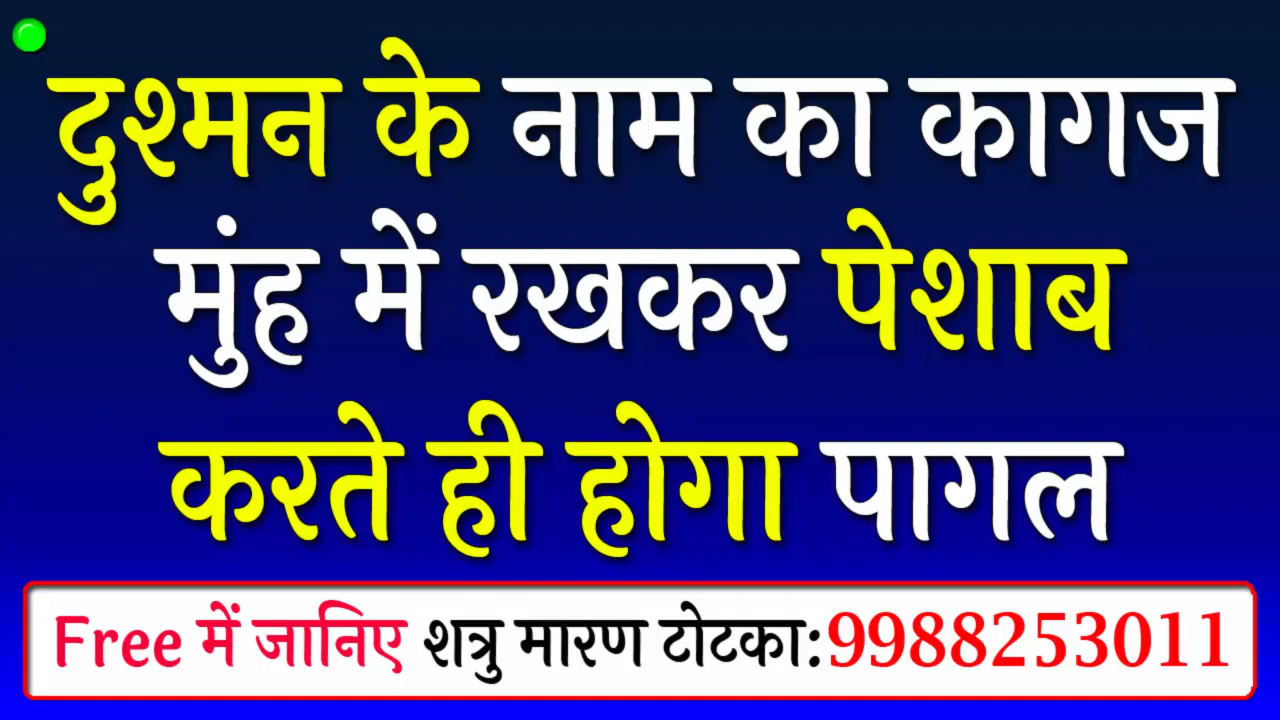 दुश्मन के नाम का कागज
मुंह में रखकर पेशाब
करते ही होगा पागल
Free में जानिए शत्रु मारण टोटका:9988253011